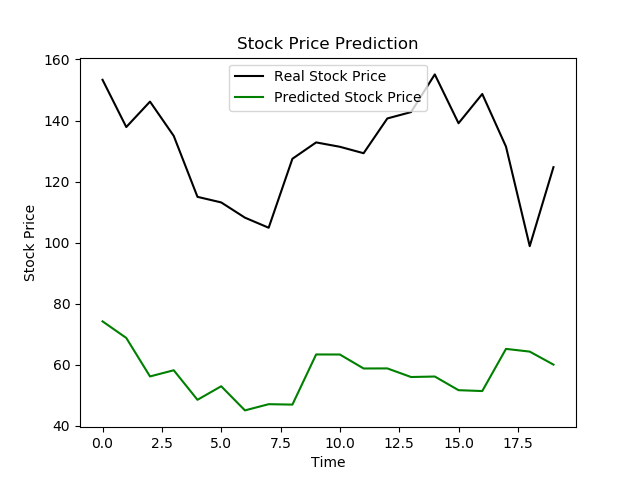 Stock Price Prediction
Real Stock Price
Predicted Stock Price
Stock Price
160
140
120
100
80
60
40
0.0 2.5 5.0 7.5 10.0 12.5 15.0 17.5
Time